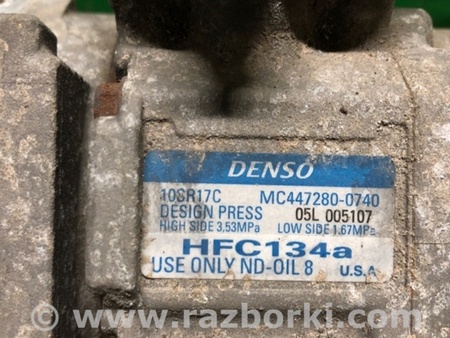 DENSO
10SR17C MC447280-0740
DESIGN PRESS 05L 005107
HIGH SIDE 3.53MPa LOW SIDE 1.67MPa
HFC134a
USE ONLY ND-OIL 8 U.S.A
www.razborki.com